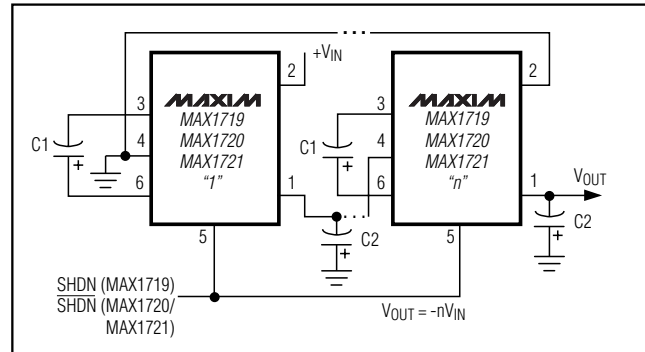 +VIN
...
2
2
MAXIM
MAX1719
MAX1720
MAX1721
"1"
MAXIM
MAX1719
MAX1720
MAX1721
"n"
3
4
6
C1
+
1
5
...
C2
+
3
4
6
C1
+
1
5
VOUT
C2
+
SHDN (MAX1719)
SHDN (MAX1720/
MAX1721)
VOUT = -nVIN